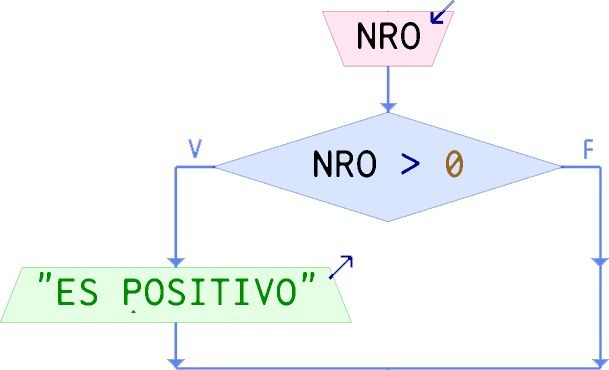 NRO
NRO > 0
V
F
"ES POSITIVO"